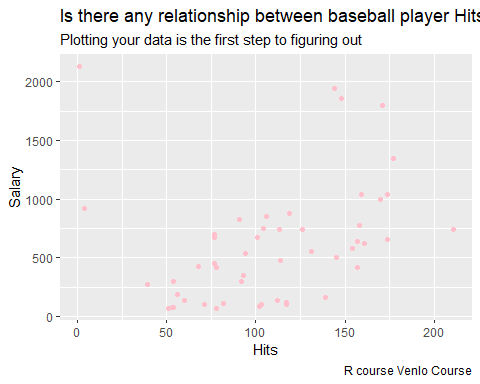 Is there any relationship between baseball player Hits
Plotting your data is the first step to figuring out
2000
1500
1000
500
0
Salary
0 50 100 150 200
Hits
R course Venlo Course